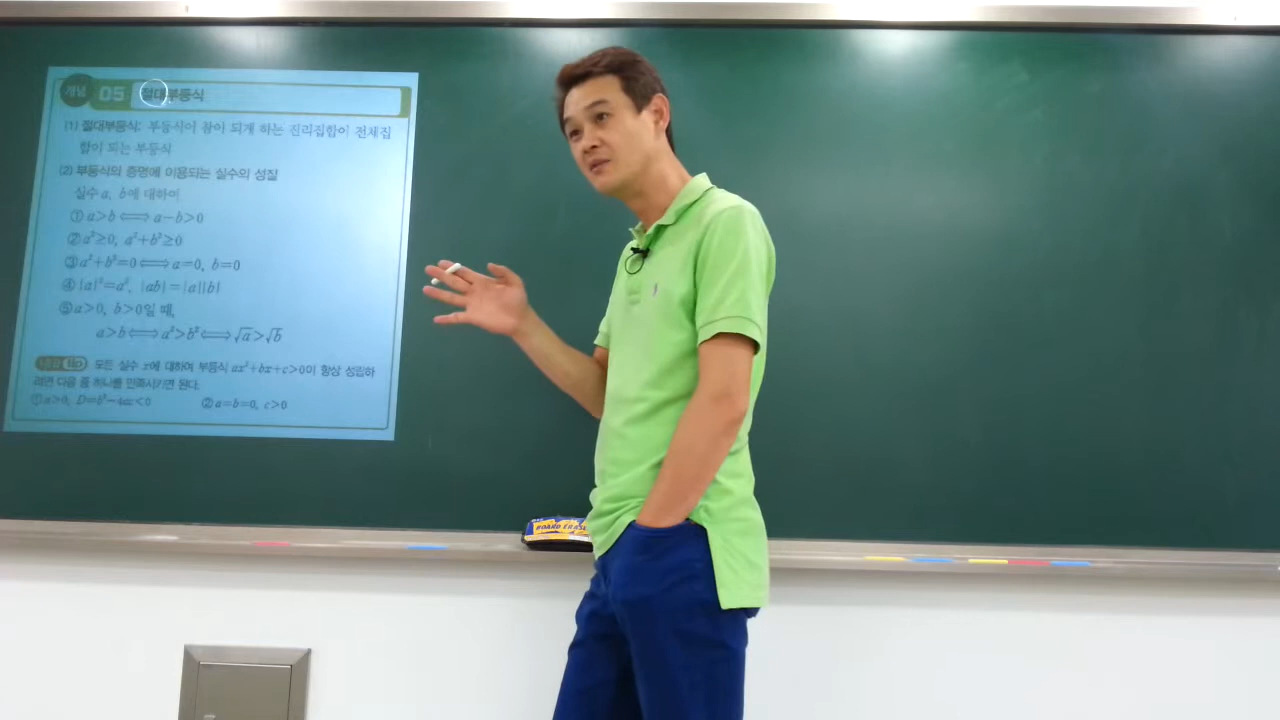 개념 05 절대부등식
(1) 절대부등식: 부등식이 참이 되게 하는 진리집합이 전체집
합이 되는 부등식
(2) 부등식의 증명에 이용되는 실수의 성질
실수 a, b에 대하여
① a>b ⟺ a-b>0
② a²≥0, a²+b²≥0
③ a²+b²=0 ⟺ a=0, b=0
④ |a|²=a², |ab|=|a||b|
⑤ a>0, b>0일 때,
a>b ⟺ a²>b² ⟺ √a>√b
모든 실수 x에 대하여 부등식 ax²+bx+c>0이 항상 성립하
려면 다음 중 하나를 만족시키면 된다.
① a>0, D=b²-4ac<0 ② a=b=0, c>0
BOARD ERASE